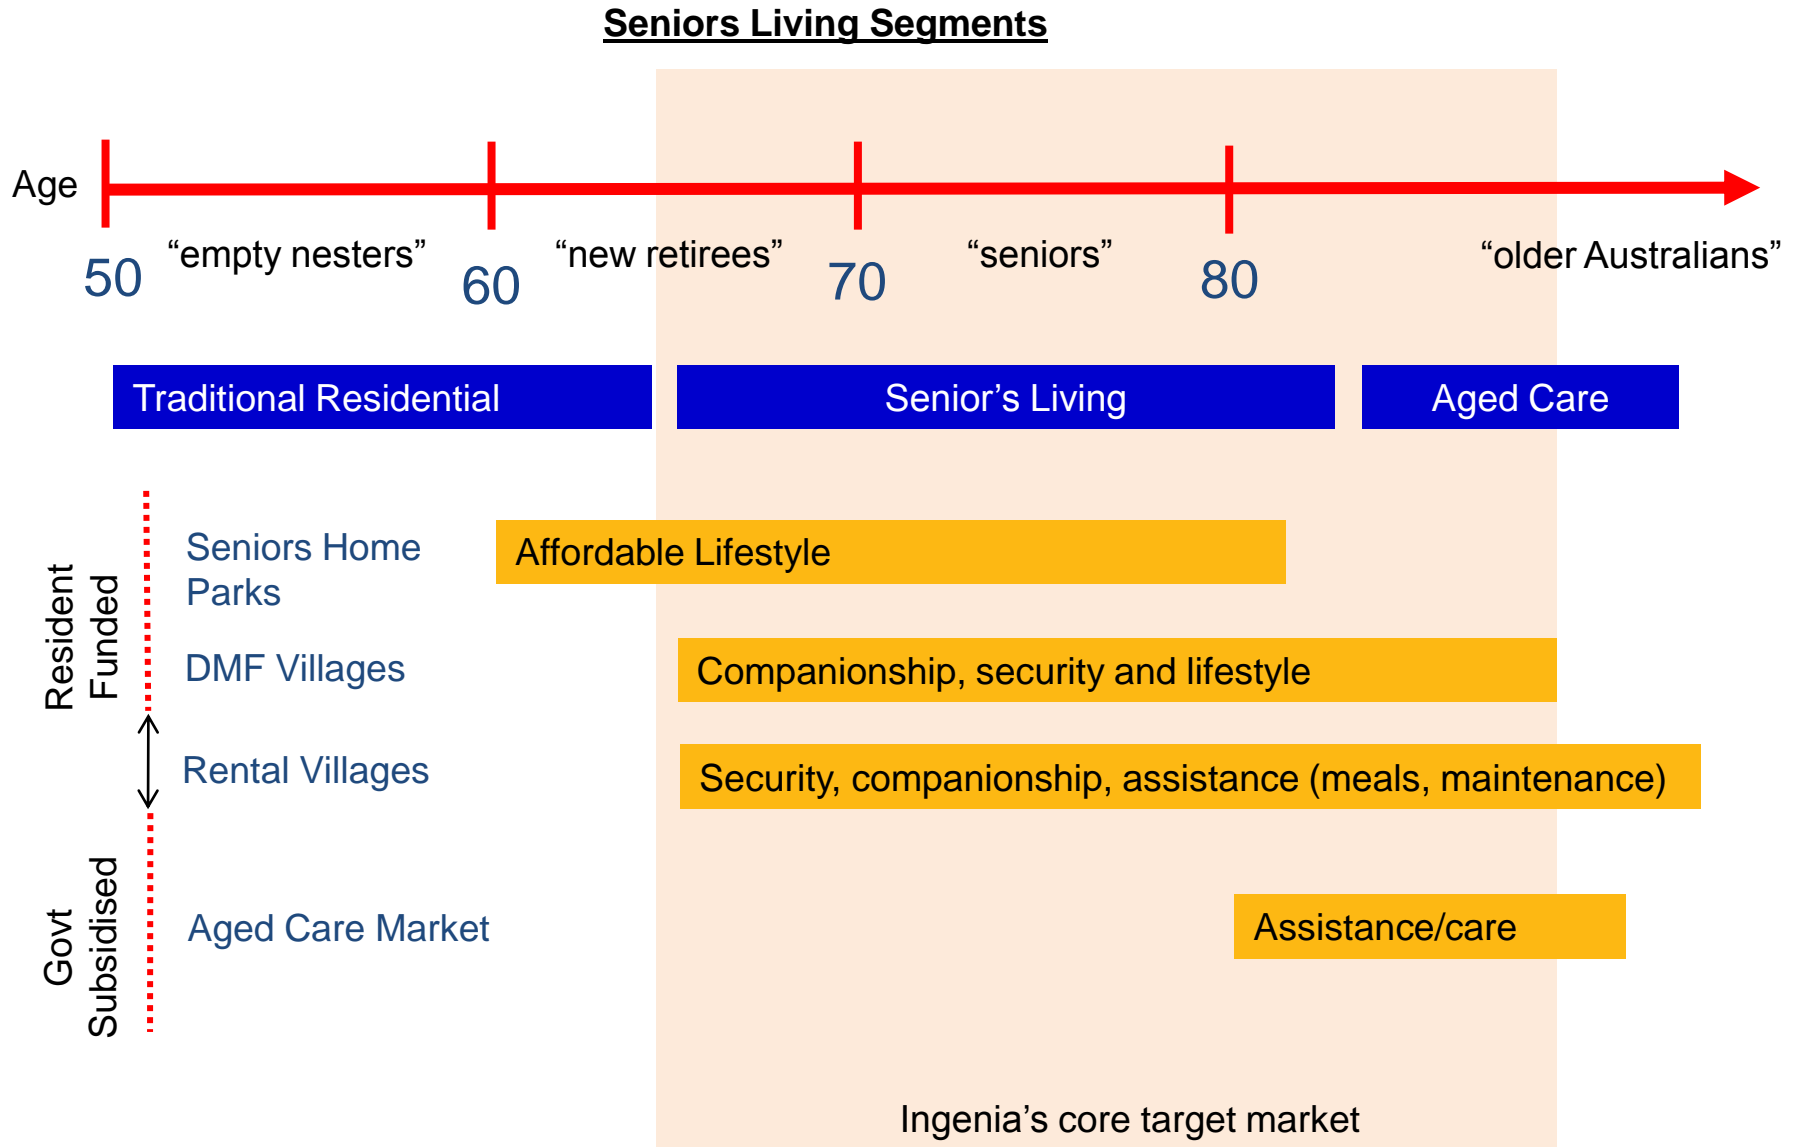 Seniors Living Segments
Age
“empty nesters”
“new retirees”
“seniors”
“older Australians”
50
60
70
80
Traditional Residential
Senior’s Living
Aged Care
Resident
Funded
Seniors Home
Parks
Affordable Lifestyle
DMF Villages
Companionship, security and lifestyle
Rental Villages
Security, companionship, assistance (meals, maintenance)
Govt
Subsidised
Aged Care Market
Assistance/care
Ingenia’s core target market